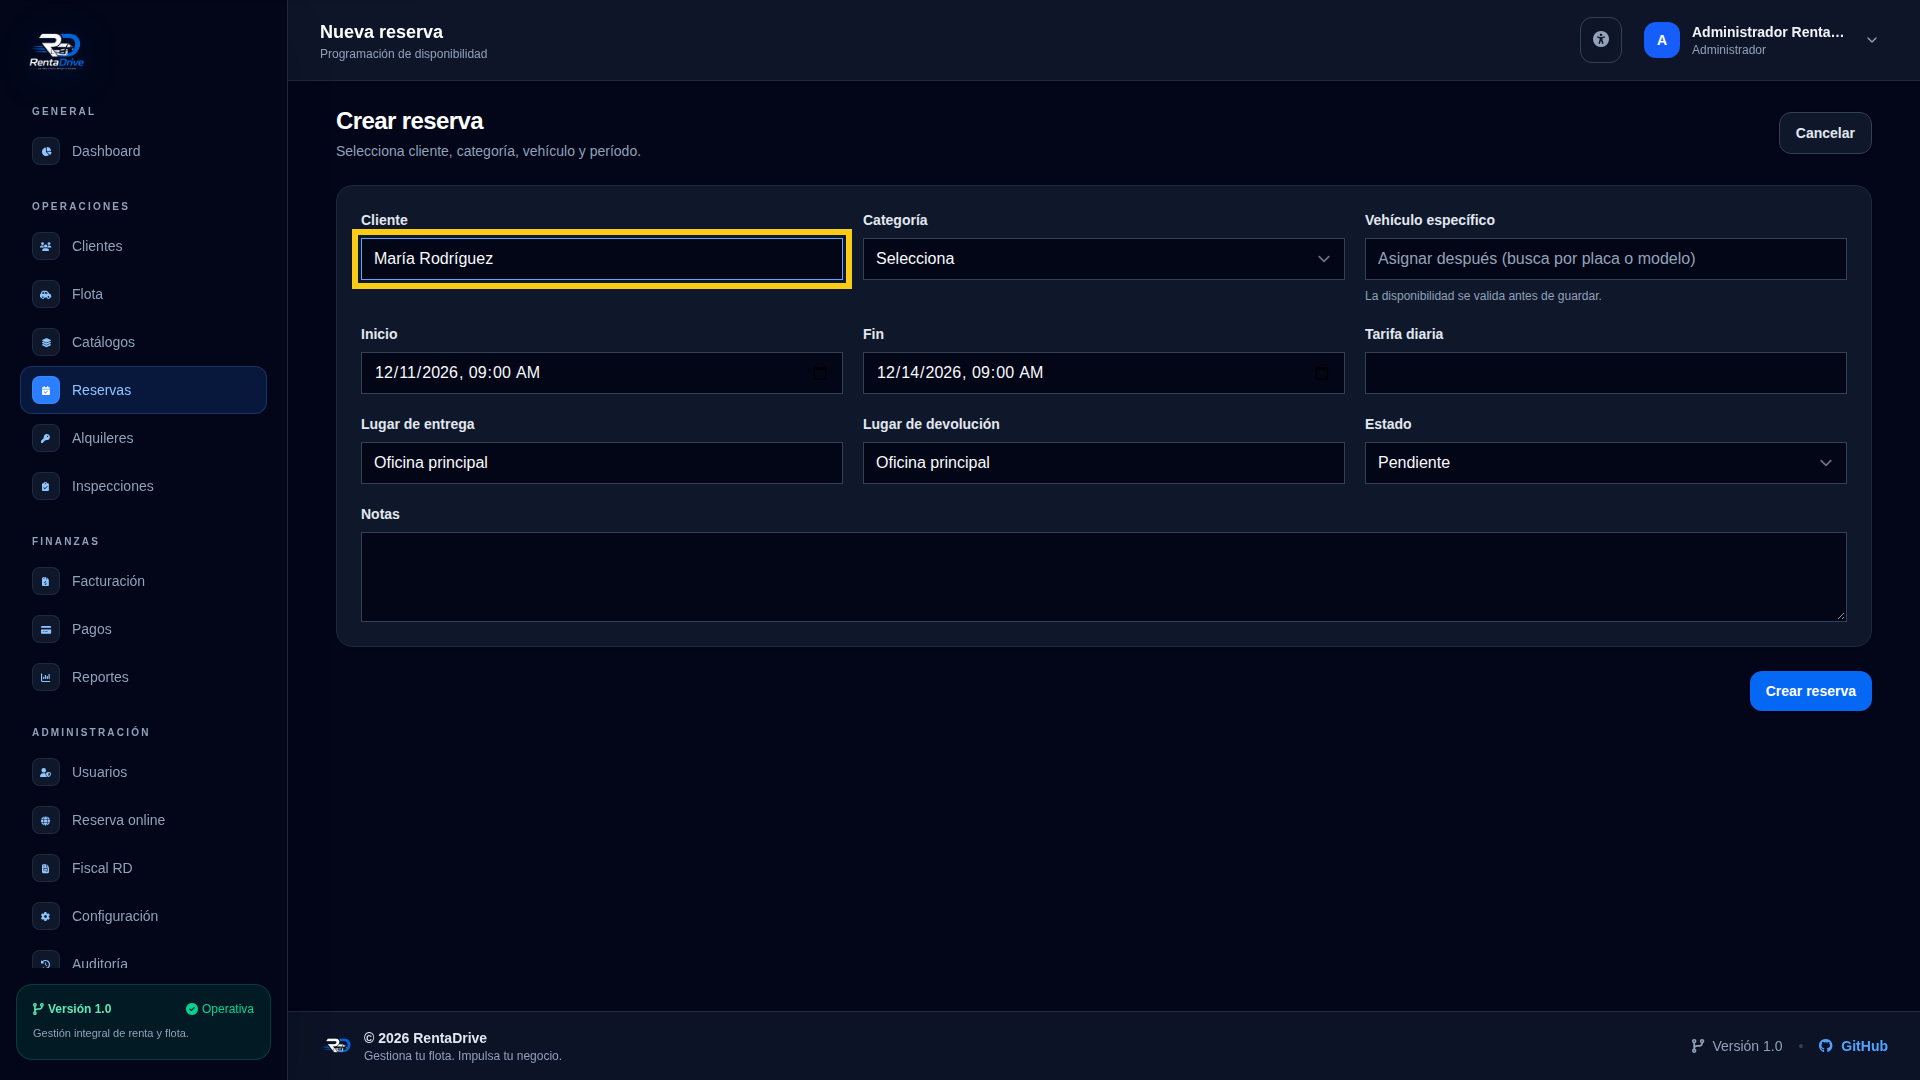 RentaDrive
Nueva reserva
Programación de disponibilidad
A
Administrador Renta...
Administrador
GENERAL
Dashboard
OPERACIONES
Clientes
Flota
Catálogos
Reservas
Alquileres
Inspecciones
FINANZAS
Facturación
Pagos
Reportes
ADMINISTRACIÓN
Usuarios
Reserva online
Fiscal RD
Configuración
Auditoría
Versión 1.0
Operativa
Gestión integral de renta y flota.
Crear reserva
Selecciona cliente, categoría, vehículo y período.
Cancelar
Cliente
María Rodríguez
Categoría
Selecciona
Vehículo específico
Asignar después (busca por placa o modelo)
La disponibilidad se valida antes de guardar.
Inicio
12/11/2026, 09:00 AM
Fin
12/14/2026, 09:00 AM
Tarifa diaria
Lugar de entrega
Oficina principal
Lugar de devolución
Oficina principal
Estado
Pendiente
Notas
Crear reserva
© 2026 RentaDrive
Gestiona tu flota. Impulsa tu negocio.
Versión 1.0
•
GitHub